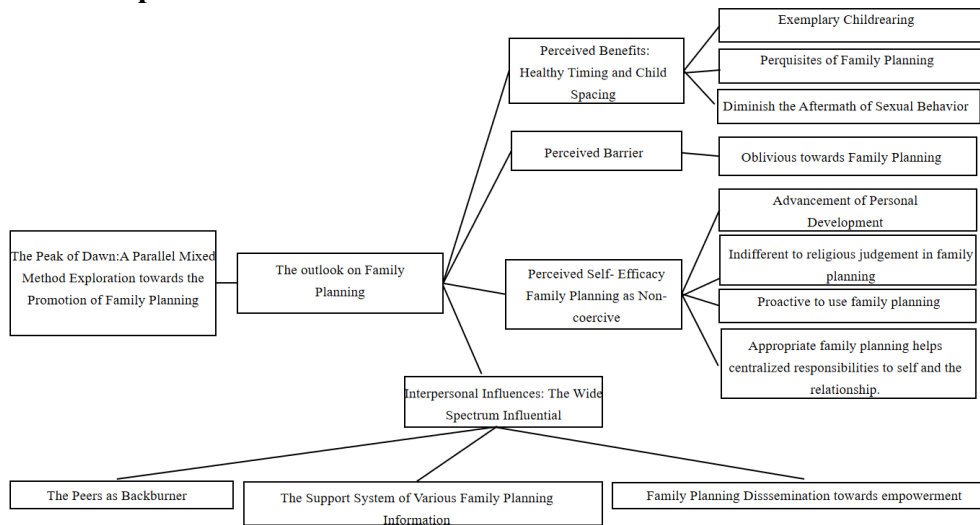 Exemplary Childrearing
Perceived Benefits:
Healthy Timing and Child
Spacing
Perquisites of Family Planning
Diminish the Aftermath of Sexual Behavior
Perceived Barrier
Oblivious towards Family Planning
The Peak of Dawn:A Parallel Mixed
Method Exploration towards the
Promotion of Family Planning
The outlook on Family
Planning
Perceived Self- Efficacy
Family Planning as Non-
coercive
Advancement of Personal
Development
Indifferent to religious judgement in family
planning
Proactive to use family planning
Appropriate family planning helps
centralized responsibilities to self and the
relationship.
Interpersonal Influences: The Wide
Spectrum Influential
The Peers as Backburner
The Support System of Various Family Planning
Information
Family Planning Disssemination towards empowerment